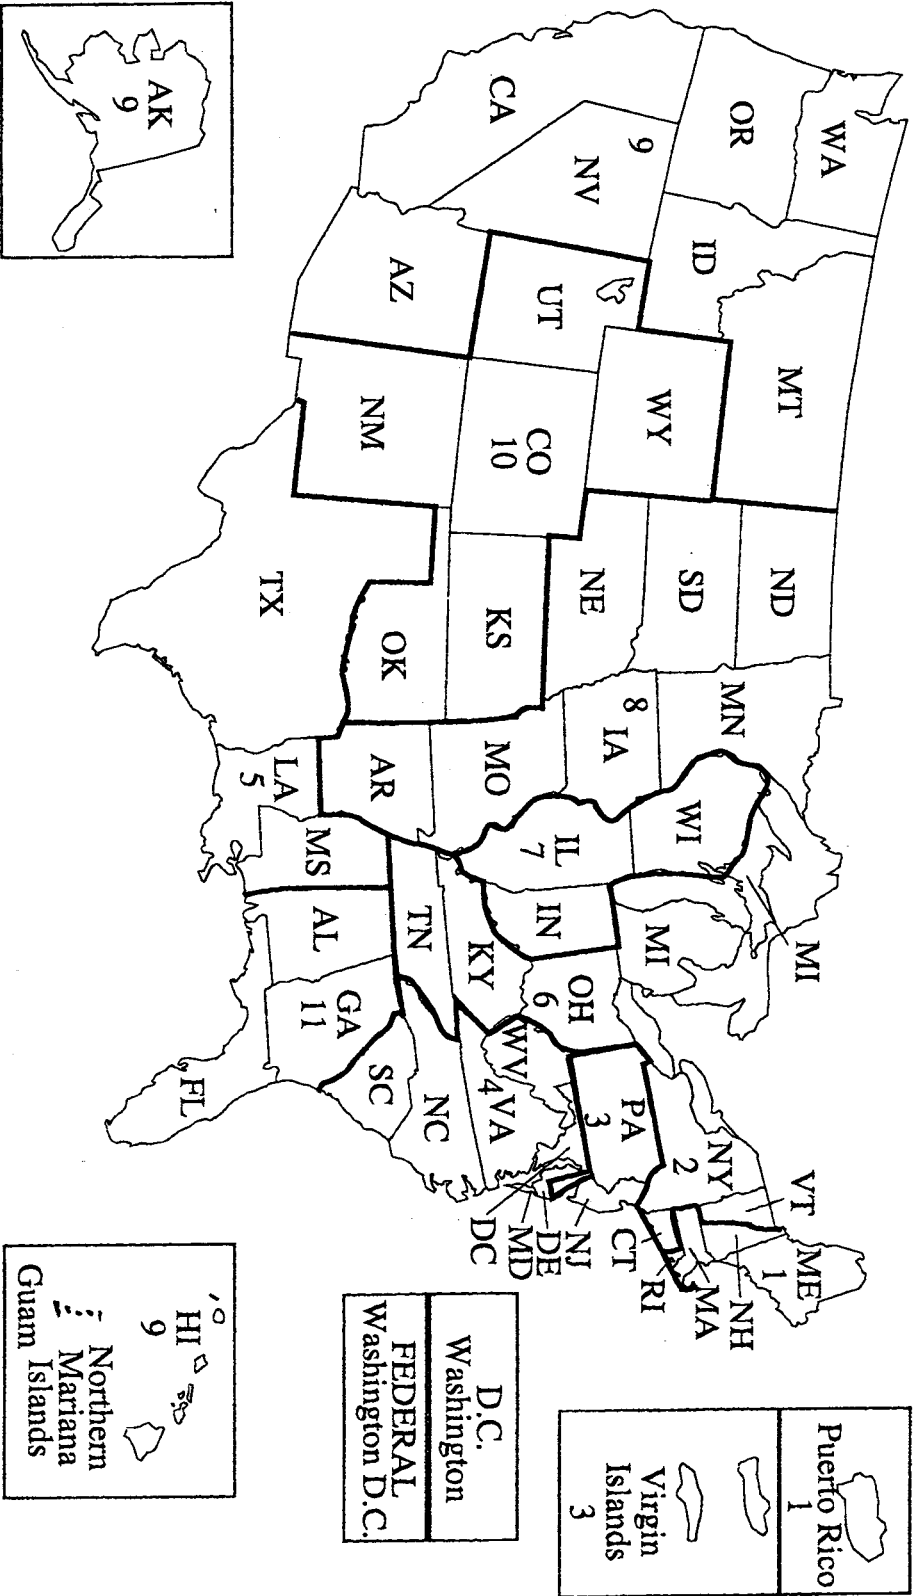 WA
OR
CA
9
NV
ID
MT
WY
UT
AZ
CO
10
NM
ND
SD
NE
KS
OK
TX
MN
8
IA
MO
AR
LA
5
WI
IL
7
MS
MI
MI
IN
OH
6
KY
TN
AL
GA
11
FL
SC
NC
WV
VA
4
PA
3
NY
2
VT
ME
1
NH
MA
RI
CT
NJ
DE
MD
DC
AK
9
HI
9
Northern
Mariana
Islands
Guam
D.C.
Washington
FEDERAL
Washington D.C.
Puerto Rico
1
Virgin
Islands
3